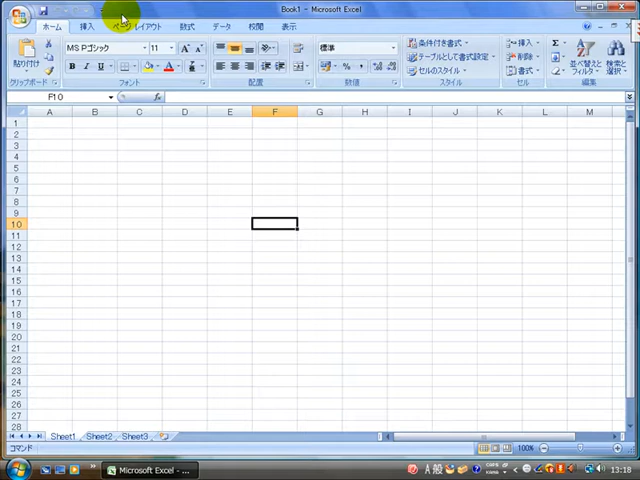 Book1 - Microsoft Excel
ホーム 挿入 ページ レイアウト 数式 データ 校閲 表示
MS Pゴシック 11 標準 条件付き書式 挿入 Σ
貼り付け テーブルとして書式設定 削除 並べ替えと 検索と
B I U A % , セルのスタイル 書式 フィルタ 選択
クリップボード フォント 配置 数値 スタイル セル 編集
F10 fx
A B C D E F G H I J K L M
1
2
3
4
5
6
7
8
9
10
11
12
13
14
15
16
17
18
19
20
21
22
23
24
25
26
27
28
Sheet1 Sheet2 Sheet3
コマンド 100%
Microsoft Excel - ... A 般 CAPS KANA 13:18